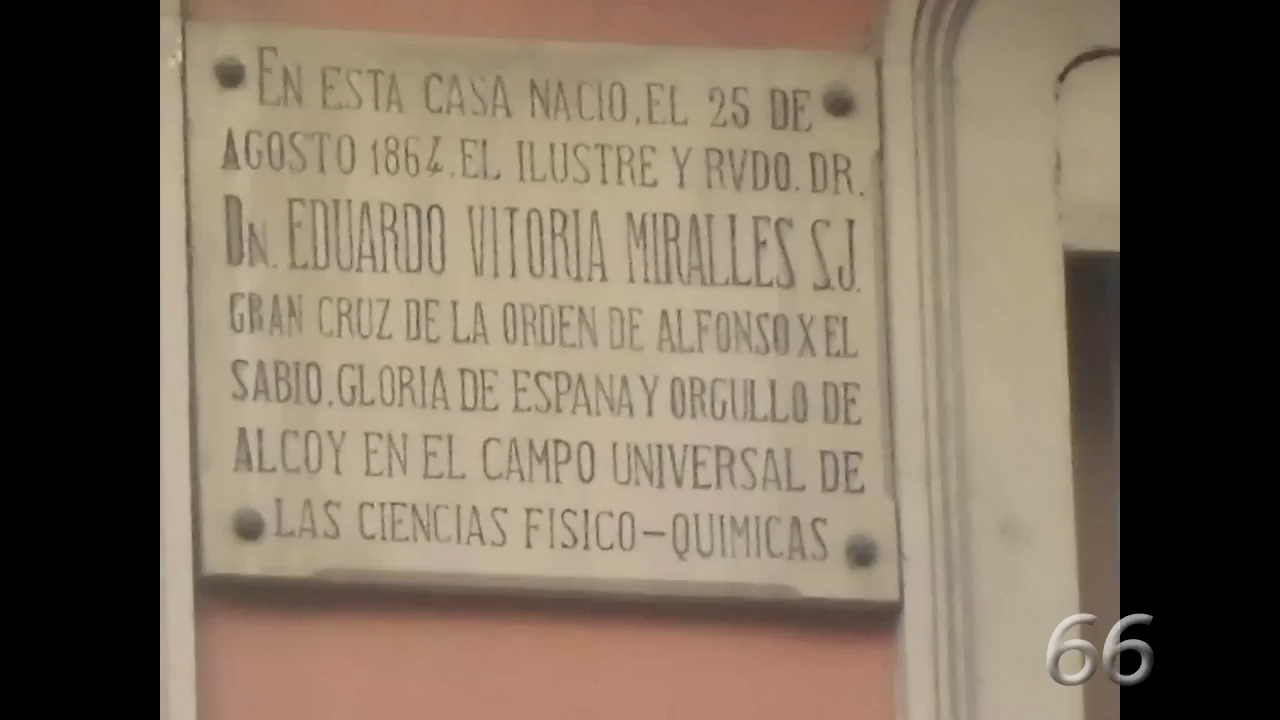 EN ESTA CASA NACIO, EL 25 DE
AGOSTO 1864. EL ILUSTRE Y RVDO. DR.
DN. EDUARDO VITORIA MIRALLES S.J.
GRAN CRUZ DE LA ORDEN DE ALFONSO X EL
SABIO, GLORIA DE ESPANA Y ORGULLO DE
ALCOY EN EL CAMPO UNIVERSAL DE
LAS CIENCIAS FISICO-QUIMICAS
66